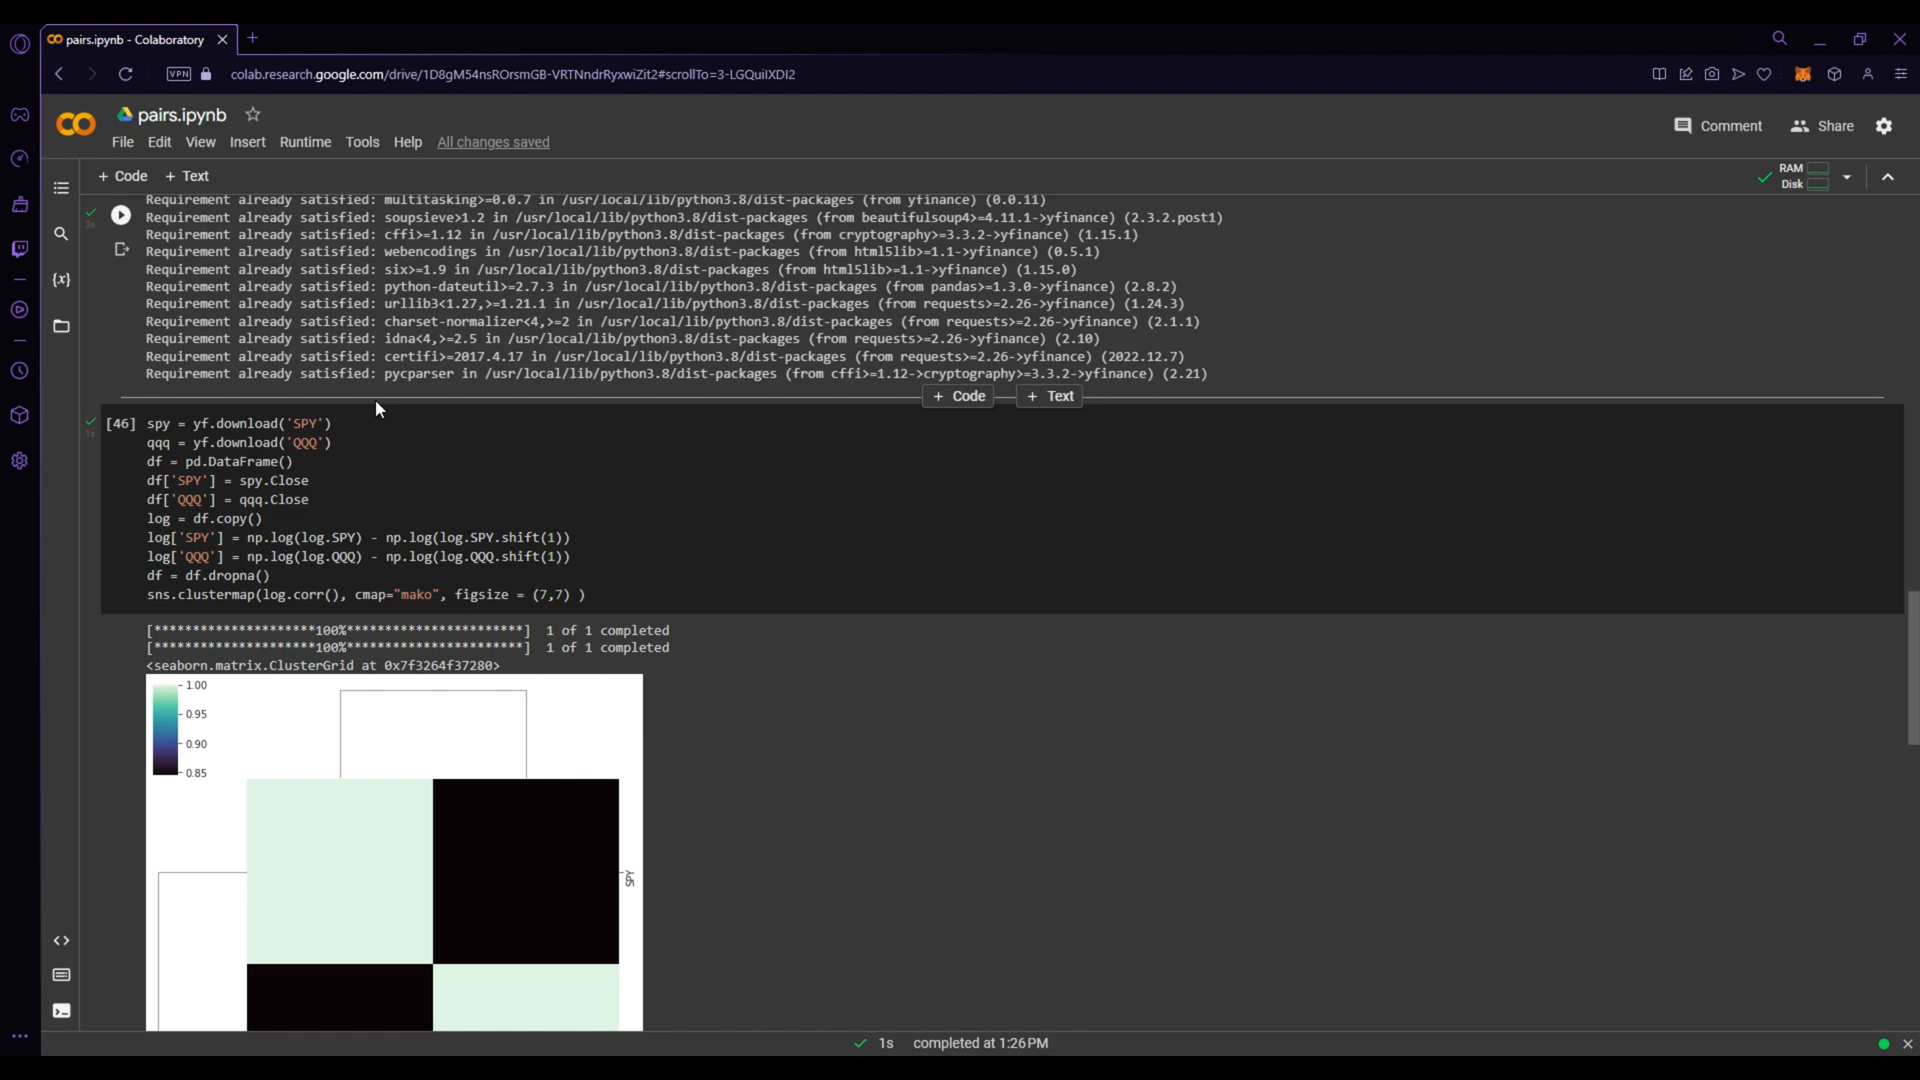 pairs.ipynb - Colaboratory
VPN
colab.research.google.com/drive/1D8gM54nsROrsmGB-VRTNndrRyxwiZit2#scrollTo=3-LGQuiIXDI2
pairs.ipynb
Comment
Share
File Edit View Insert Runtime Tools Help All changes saved
+ Code + Text
RAM
Disk
Requirement already satisfied: multitasking>=0.0.7 in /usr/local/lib/python3.8/dist-packages (from yfinance) (0.0.11)
3s
Requirement already satisfied: soupsieve>1.2 in /usr/local/lib/python3.8/dist-packages (from beautifulsoup4>=4.11.1->yfinance) (2.3.2.post1)
Requirement already satisfied: cffi>=1.12 in /usr/local/lib/python3.8/dist-packages (from cryptography>=3.3.2->yfinance) (1.15.1)
Requirement already satisfied: webencodings in /usr/local/lib/python3.8/dist-packages (from html5lib>=1.1->yfinance) (0.5.1)
Requirement already satisfied: six>=1.9 in /usr/local/lib/python3.8/dist-packages (from html5lib>=1.1->yfinance) (1.15.0)
Requirement already satisfied: python-dateutil>=2.7.3 in /usr/local/lib/python3.8/dist-packages (from pandas>=1.3.0->yfinance) (2.8.2)
Requirement already satisfied: urllib3<1.27,>=1.21.1 in /usr/local/lib/python3.8/dist-packages (from requests>=2.26->yfinance) (1.24.3)
Requirement already satisfied: charset-normalizer<4,>=2 in /usr/local/lib/python3.8/dist-packages (from requests>=2.26->yfinance) (2.1.1)
Requirement already satisfied: idna<4,>=2.5 in /usr/local/lib/python3.8/dist-packages (from requests>=2.26->yfinance) (2.10)
Requirement already satisfied: certifi>=2017.4.17 in /usr/local/lib/python3.8/dist-packages (from requests>=2.26->yfinance) (2022.12.7)
Requirement already satisfied: pycparser in /usr/local/lib/python3.8/dist-packages (from cffi>=1.12->cryptography>=3.3.2->yfinance) (2.21)
+ Code + Text
1s
[46] spy = yf.download('SPY')
qqq = yf.download('QQQ')
df = pd.DataFrame()
df['SPY'] = spy.Close
df['QQQ'] = qqq.Close
log = df.copy()
log['SPY'] = np.log(log.SPY) - np.log(log.SPY.shift(1))
log['QQQ'] = np.log(log.QQQ) - np.log(log.QQQ.shift(1))
df = df.dropna()
sns.clustermap(log.corr(), cmap="mako", figsize = (7,7) )
[*********************100%***********************] 1 of 1 completed
[*********************100%***********************] 1 of 1 completed
<seaborn.matrix.ClusterGrid at 0x7f3264f37280>
1.00
0.95
0.90
0.85
SPY
1s completed at 1:26 PM